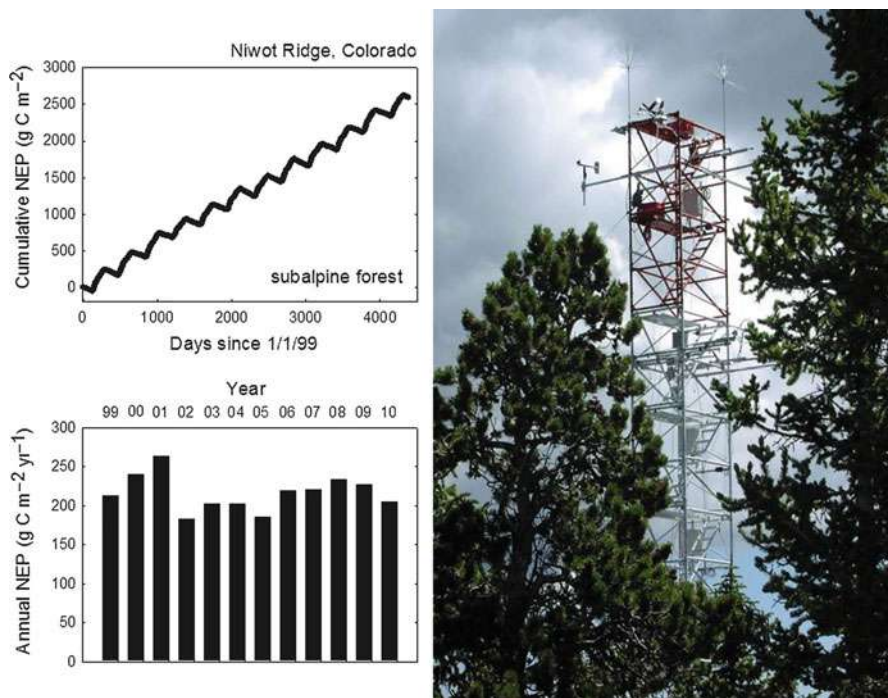 Niwot Ridge, Colorado
3000
2500
2000
1500
1000
500
0
Cumulative NEP (g C m−2)
subalpine forest
0 1000 2000 3000 4000
Days since 1/1/99
Year
99 00 01 02 03 04 05 06 07 08 09 10
300
250
200
150
100
50
0
Annual NEP (g C m−2 yr−1)